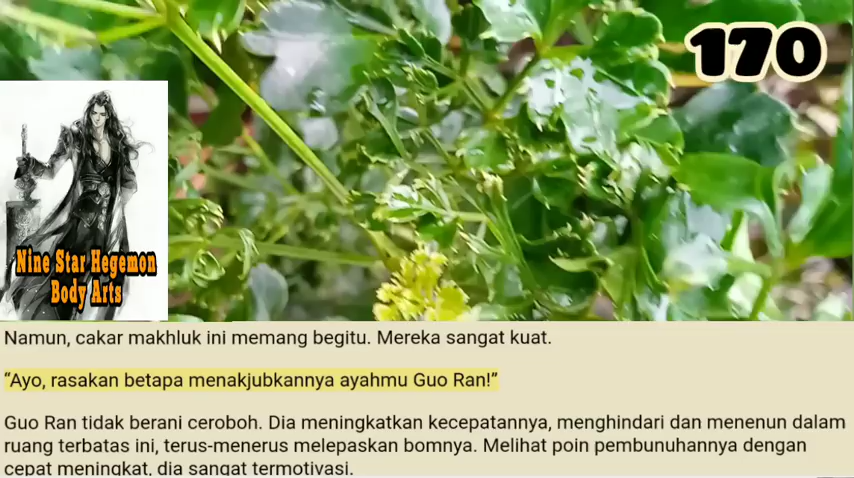 170
Nine Star Hegemon
Body Arts
Namun, cakar makhluk ini memang begitu. Mereka sangat kuat.
“Ayo, rasakan betapa menakjubkannya ayahmu Guo Ran!”
Guo Ran tidak berani ceroboh. Dia meningkatkan kecepatannya, menghindari dan menenun dalam
ruang terbatas ini, terus-menerus melepaskan bomnya. Melihat poin pembunuhannya dengan
cepat meningkat, dia sangat termotivasi.